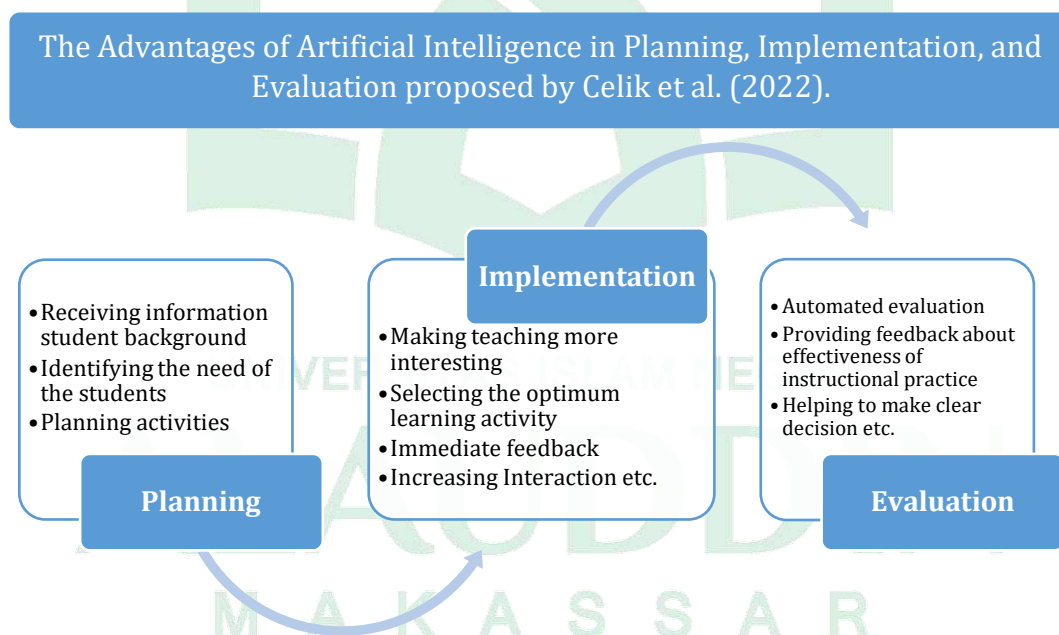 The Advantages of Artificial Intelligence in Planning, Implementation, and
Evaluation proposed by Celik et al. (2022).
•Receiving information
student background
•Identifying the need of
the students
•Planning activities
Planning
Implementation
•Making teaching more
interesting
•Selecting the optimum
learning activity
•Immediate feedback
•Increasing Interaction etc.
•Automated evaluation
•Providing feedback about
effectiveness of
instructional practice
•Helping to make clear
decision etc.
Evaluation
MAKASSAR